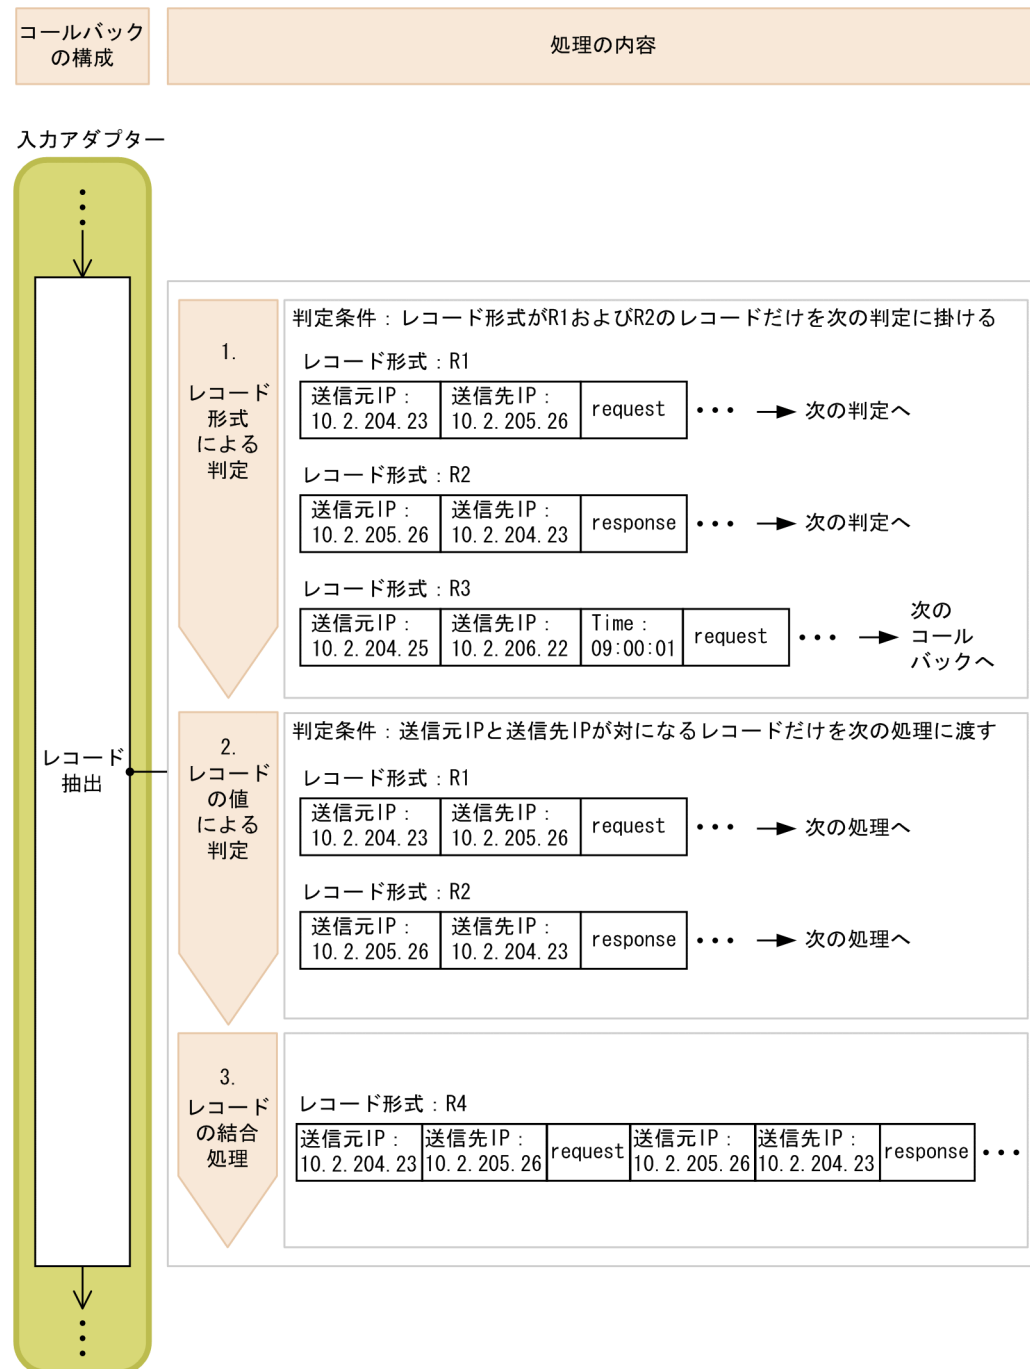 コールバック
の構成
処理の内容
入力アダプター
レコード
抽出
1.
レコード
形式
による
判定
判定条件：レコード形式がR1およびR2のレコードだけを次の判定に掛ける
レコード形式：R1
送信元IP：
10.2.204.23
送信先IP：
10.2.205.26
request
・・・
次の判定へ
レコード形式：R2
送信元IP：
10.2.205.26
送信先IP：
10.2.204.23
response
・・・
次の判定へ
レコード形式：R3
送信元IP：
10.2.204.25
送信先IP：
10.2.206.22
Time：
09:00:01
request
・・・
次の
コール
バックへ
2.
レコード
の値
による
判定
判定条件：送信元IPと送信先IPが対になるレコードだけを次の処理に渡す
レコード形式：R1
送信元IP：
10.2.204.23
送信先IP：
10.2.205.26
request
・・・
次の処理へ
レコード形式：R2
送信元IP：
10.2.205.26
送信先IP：
10.2.204.23
response
・・・
次の処理へ
3.
レコード
の結合
処理
レコード形式：R4
送信元IP：
10.2.204.23
送信先IP：
10.2.205.26
request
送信元IP：
10.2.205.26
送信先IP：
10.2.204.23
response
・・・